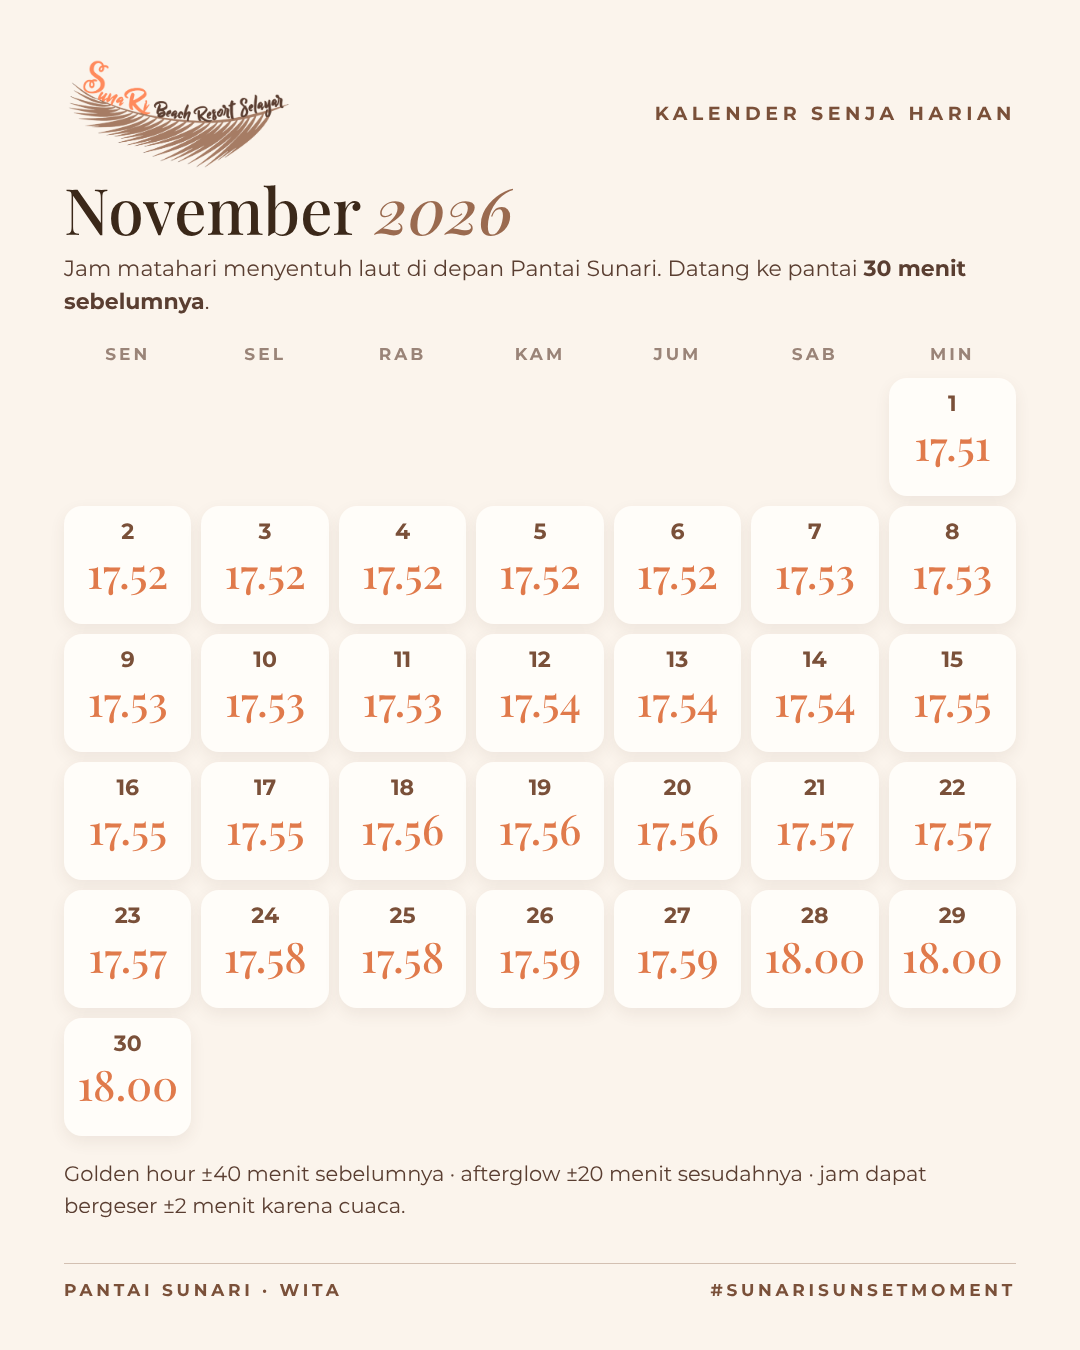 SunaRi Beach Resort Selayar
KALENDER SENJA HARIAN
November 2026
Jam matahari menyentuh laut di depan Pantai Sunari. Datang ke pantai 30 menit
sebelumnya.
SEN SEL RAB KAM JUM SAB MIN
1
17.51
2 3 4 5 6 7 8
17.52 17.52 17.52 17.52 17.52 17.53 17.53
9 10 11 12 13 14 15
17.53 17.53 17.53 17.54 17.54 17.54 17.55
16 17 18 19 20 21 22
17.55 17.55 17.56 17.56 17.56 17.57 17.57
23 24 25 26 27 28 29
17.57 17.58 17.58 17.59 17.59 18.00 18.00
30
18.00
Golden hour ±40 menit sebelumnya · afterglow ±20 menit sesudahnya · jam dapat
bergeser ±2 menit karena cuaca.
PANTAI SUNARI · WITA
#SUNARISUNSETMOMENT